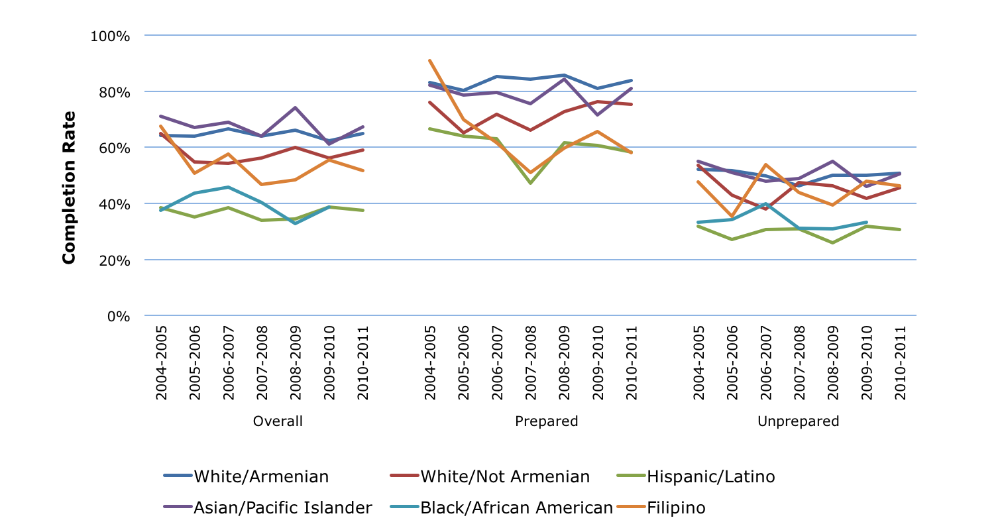 100%
80%
60%
40%
20%
0%
Completion Rate
2004-2005
2005-2006
2006-2007
2007-2008
2008-2009
2009-2010
2010-2011
2004-2005
2005-2006
2006-2007
2007-2008
2008-2009
2009-2010
2010-2011
2004-2005
2005-2006
2006-2007
2007-2008
2008-2009
2009-2010
2010-2011
Overall
Prepared
Unprepared
White/Armenian
White/Not Armenian
Hispanic/Latino
Asian/Pacific Islander
Black/African American
Filipino